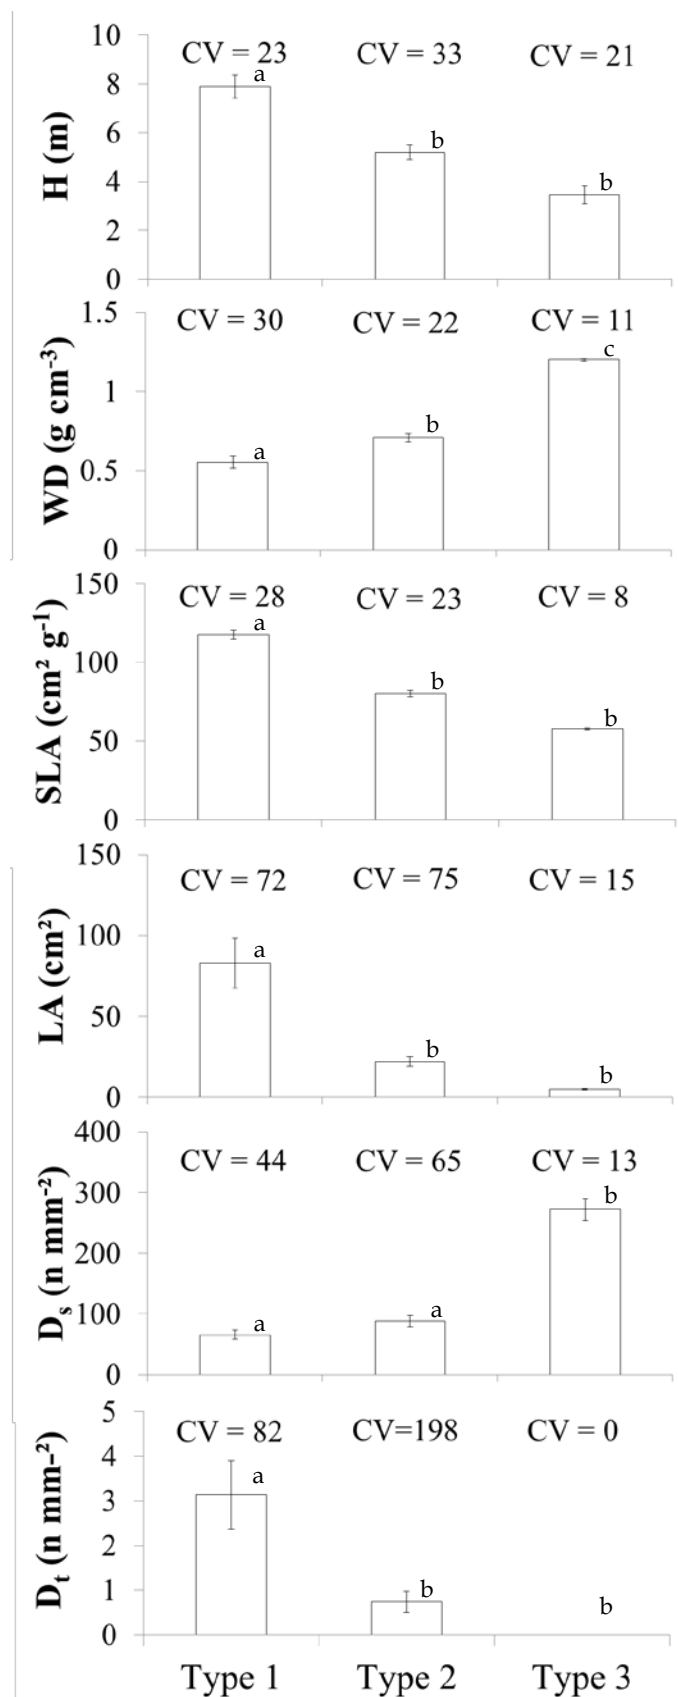 10
CV = 23
CV = 33
CV = 21
a
8
b
6
H (m)
b
4
2
0
1.5
CV = 30
CV = 22
CV = 11
c
1
WD (g cm⁻³)
b
a
0.5
0
150
CV = 28
CV = 23
CV = 8
a
SLA (cm² g⁻¹)
100
b
b
50
0
150
CV = 72
CV = 75
CV = 15
a
LA (cm²)
100
50
b
b
0
400
CV = 44
CV = 65
CV = 13
300
b
Dₛ (n mm⁻²)
200
100
a
a
0
5
CV = 82
CV=198
CV = 0
4
a
Dₜ (n mm-²)
3
2
1
b
b
0
Type 1
Type 2
Type 3